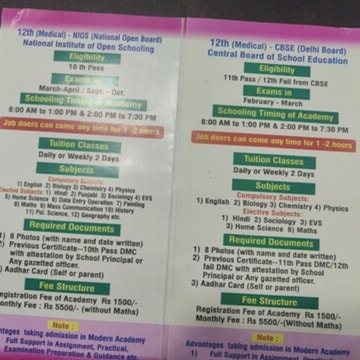 12th (Medical) - NIOS (National Open Board)
National Institute of Open Schooling
Eligibility
10 th Pass
Exams in
March-April / Sept. - Oct.
Schooling Timing of Academy
8:00 AM to 1:00 PM & 2:00 PM to 7:30 PM
Job doers can come any time for 1 -2 hours
Tuition Classes
Daily or Weekly 2 Days
Subjects
Compulsory Subjects:
1) English 2) Biology 3) Chemistry 4) Physics
Elective Subjects: 1) Hindi 2) Punjabi 3) Sociology 4) EVS
5) Home Science 6) Data Entry Operation 7) Painting
8) Maths 9) Mass Communication 10) History
11) Pol. Science, 12) Geography etc.
Required Documents
1) 8 Photos (with name and date written)
2) Previous Certificate--10th Pass DMC
with attestation by School Principal or
Any gazetted officer.
3) Aadhar Card (Self or parent)
Fee Structure
Registration Fee of Academy Rs 1500/-
Monthly Fee : Rs 5500/-(Without Maths)
Note :
Advantages taking admission in Modern Academy
Full Support in Assignment, Practical,
Examination Preparation & Guidance etc.
12th (Medical) - CBSE (Delhi Board)
Central Board of School Education
Eligibility
11th Pass / 12th Fail from CBSE
Exams in
February - March
Schooling Timing of Academy
8:00 AM to 1:00 PM & 2:00 PM to 7:30 PM
Job doers can come any time for 1 -2 hours
Tuition Classes
Daily or Weekly 2 Days
Subjects
Compulsory Subjects:
1) English 2) Biology 3) Chemistry 4) Physics
Elective Subjects:
1) Hindi 2) Sociology 3) EVS
3) Home Science 6) Maths
Required Documents
1) 8 Photos (with name and date written)
2) Previous Certificate--11th Pass DMC/12th
fail DMC with attestation by School
Principal or Any gazetted officer.
3) Aadhar Card (Self or parent)
Fee Structure
Registration Fee of Academy Rs 1500/-
Monthly Fee : Rs 5500/-(Without Maths)
Note :
Advantages taking admission in Modern Academy
1) Full Support in Assignment,